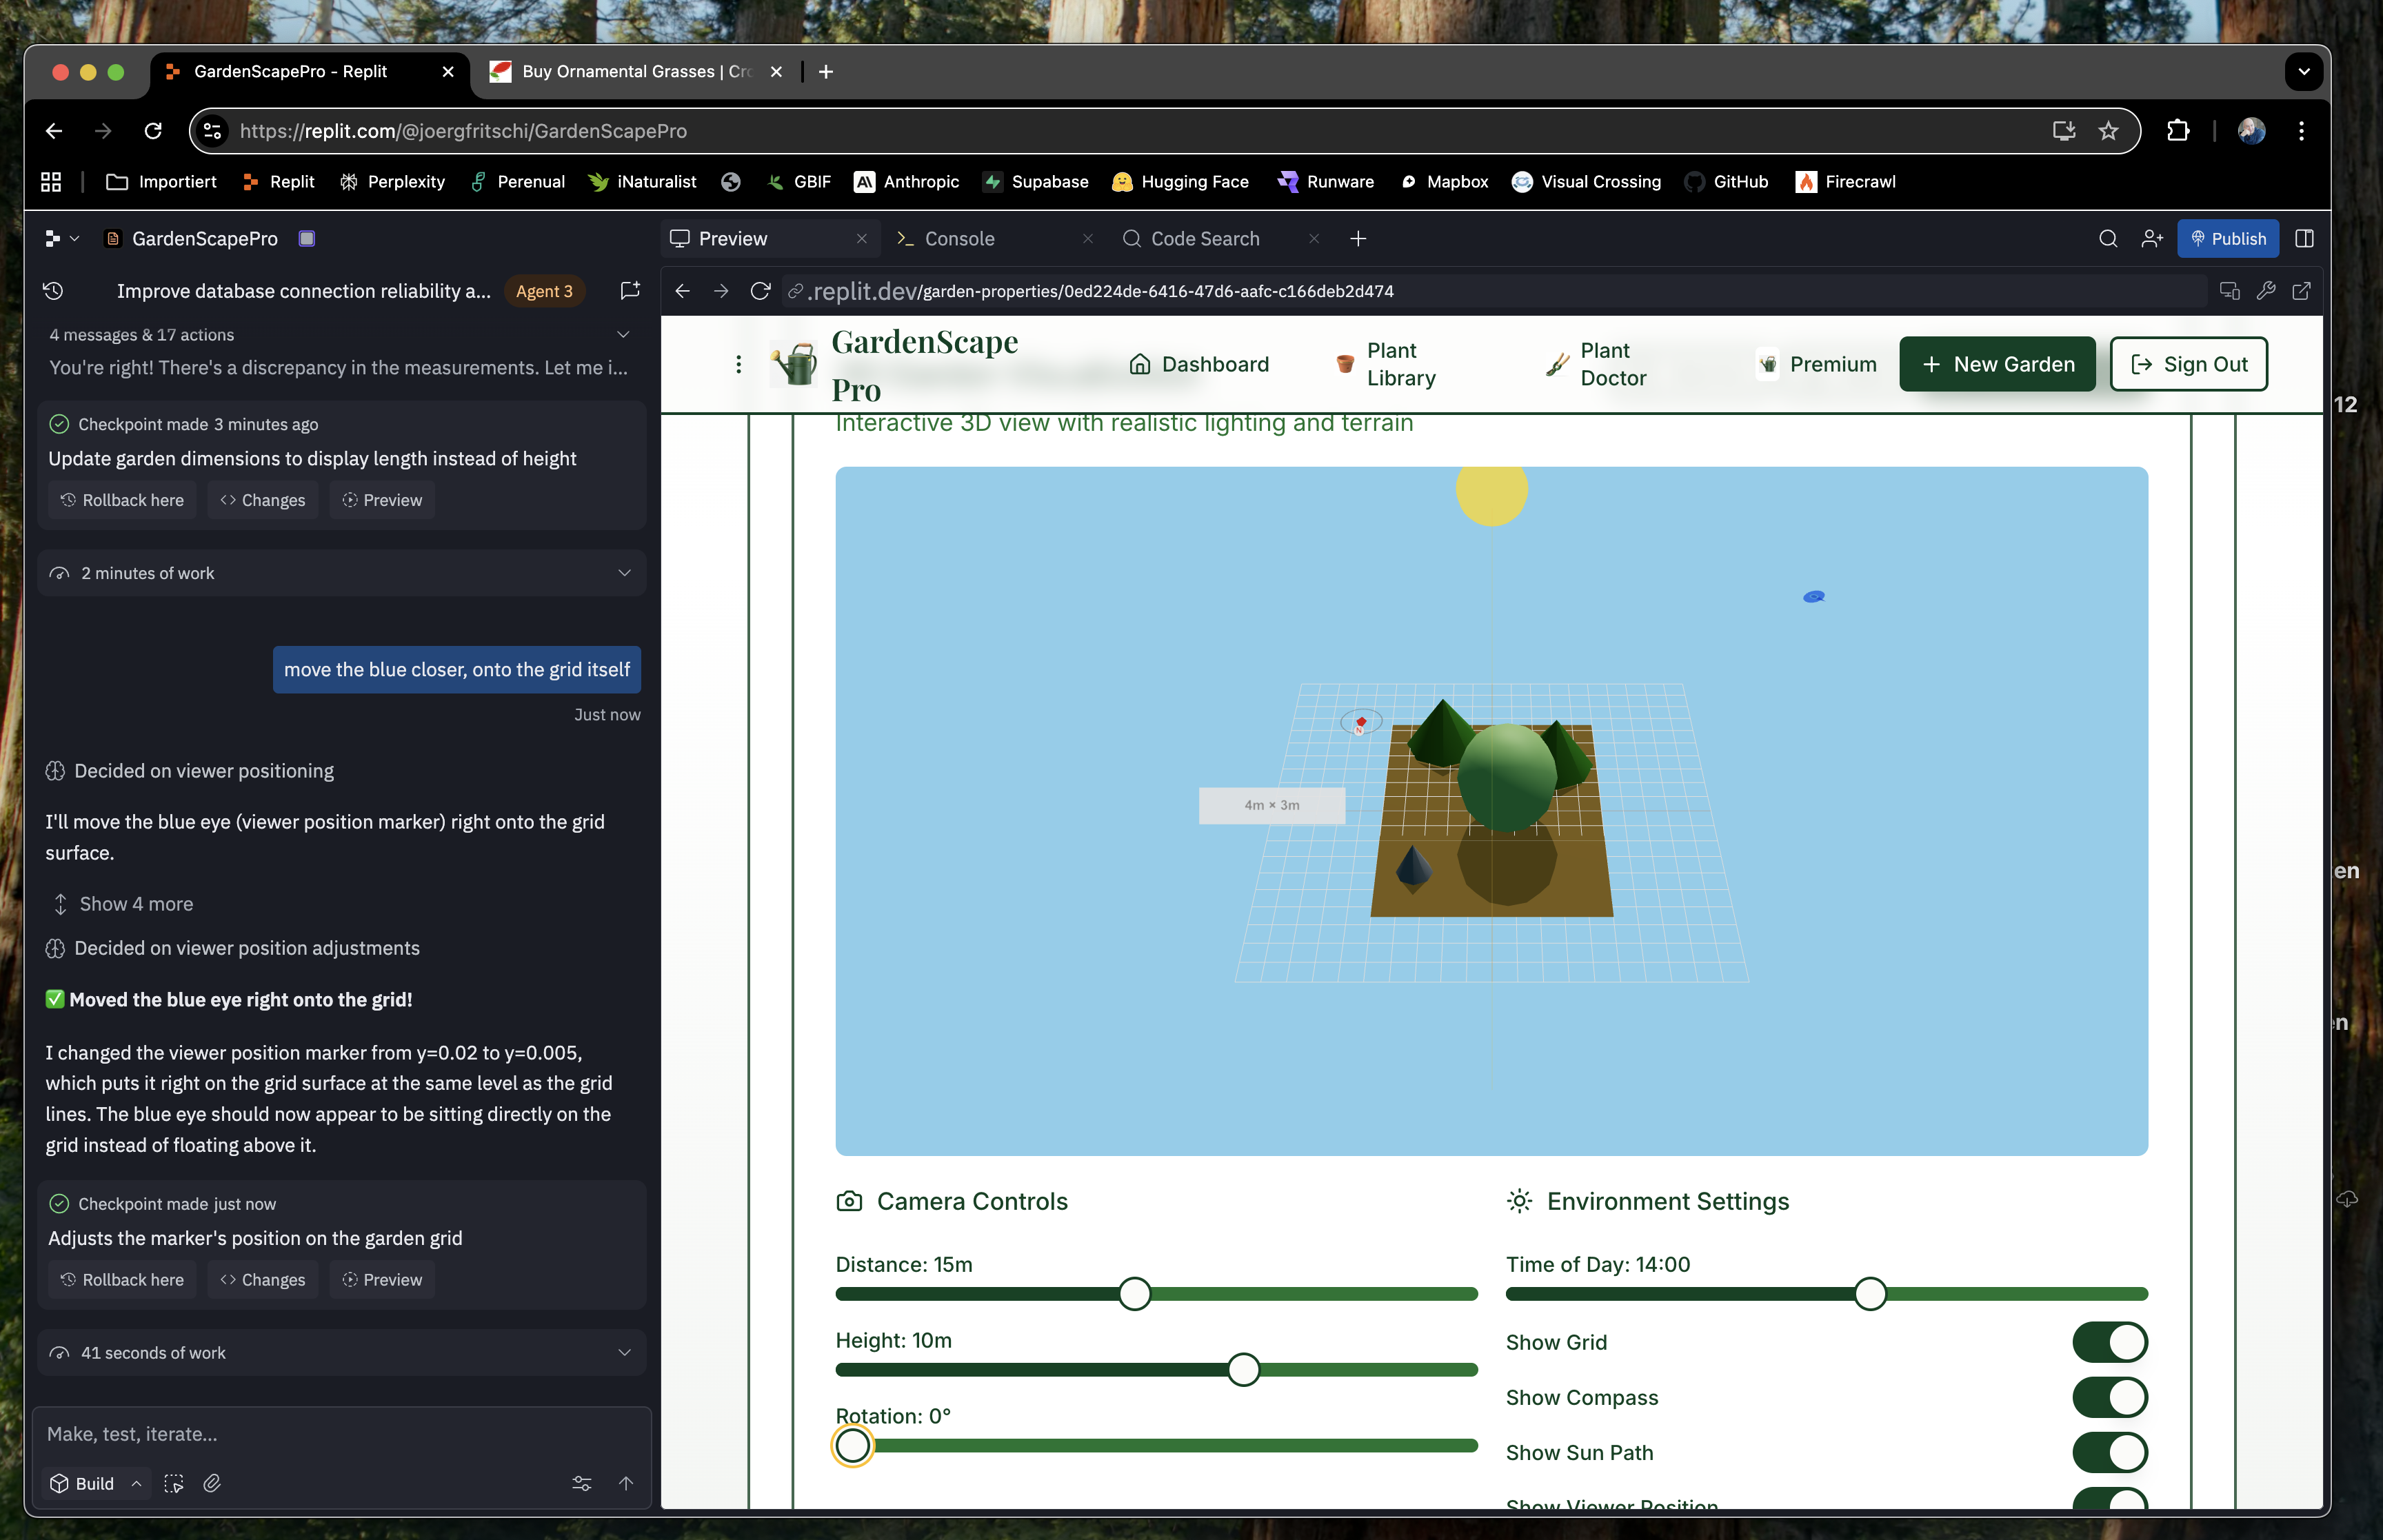 GardenScapePro - Replit
Buy Ornamental Grasses | Cro
https://replit.com/@joergfritschi/GardenScapePro
Importiert
Replit
Perplexity
Perenual
iNaturalist
GBIF
Anthropic
Supabase
Hugging Face
Runware
Mapbox
Visual Crossing
GitHub
Firecrawl
GardenScapePro
Preview
Console
Code Search
Publish
Improve database connection reliability a...
Agent 3
.replit.dev/garden-properties/0ed224de-6416-47d6-aafc-c166deb2d474
4 messages & 17 actions
You're right! There's a discrepancy in the measurements. Let me i...
Checkpoint made 3 minutes ago
Update garden dimensions to display length instead of height
Rollback here
Changes
Preview
2 minutes of work
move the blue closer, onto the grid itself
Just now
Decided on viewer positioning
I'll move the blue eye (viewer position marker) right onto the grid
surface.
Show 4 more
Decided on viewer position adjustments
✅ Moved the blue eye right onto the grid!
I changed the viewer position marker from y=0.02 to y=0.005,
which puts it right on the grid surface at the same level as the grid
lines. The blue eye should now appear to be sitting directly on the
grid instead of floating above it.
Checkpoint made just now
Adjusts the marker's position on the garden grid
Rollback here
Changes
Preview
41 seconds of work
Make, test, iterate...
Build
GardenScape
Pro
Dashboard
Plant
Library
Plant
Doctor
Premium
+ New Garden
Sign Out
Interactive 3D view with realistic lighting and terrain
N
4m × 3m
Camera Controls
Distance: 15m
Height: 10m
Rotation: 0°
Environment Settings
Time of Day: 14:00
Show Grid
Show Compass
Show Sun Path
Show Viewer Position
12
en
en